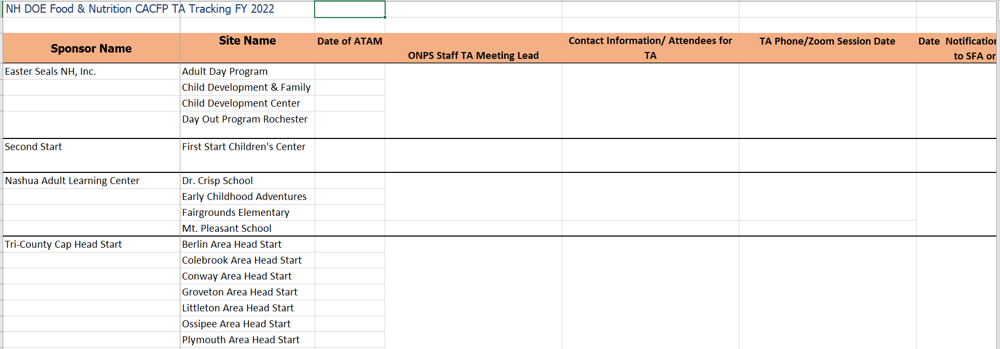 NH DOE Food & Nutrition CACFP TA Tracking FY 2022
Sponsor Name
Site Name
Date of ATAM
ONPS Staff TA Meeting Lead
Contact Information/ Attendees for
TA
TA Phone/Zoom Session Date
Date Notification
to SFA or
Easter Seals NH, Inc.
Adult Day Program
Child Development & Family
Child Development Center
Day Out Program Rochester
Second Start
First Start Children's Center
Nashua Adult Learning Center
Dr. Crisp School
Early Childhood Adventures
Fairgrounds Elementary
Mt. Pleasant School
Tri-County Cap Head Start
Berlin Area Head Start
Colebrook Area Head Start
Conway Area Head Start
Groveton Area Head Start
Littleton Area Head Start
Ossipee Area Head Start
Plymouth Area Head Start